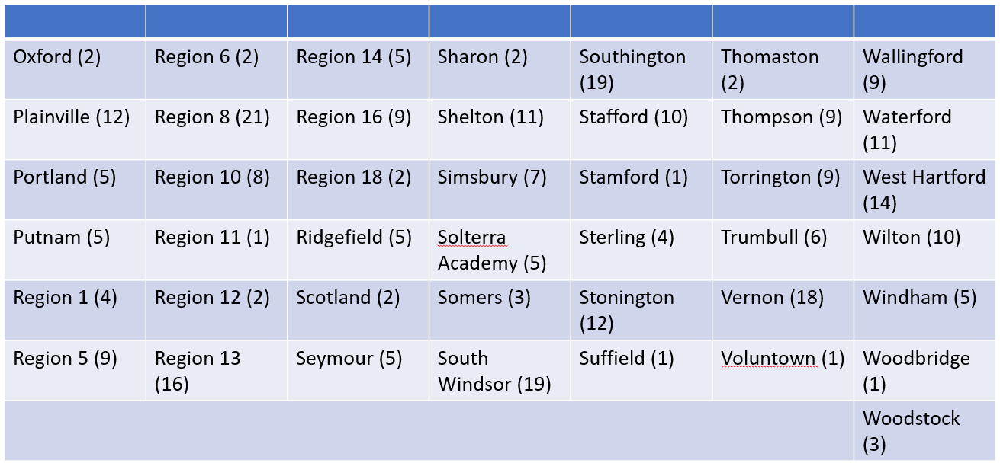 Oxford (2)
Region 6 (2)
Region 14 (5)
Sharon (2)
Southington
(19)
Thomaston
(2)
Wallingford
(9)
Plainville (12)
Region 8 (21)
Region 16 (9)
Shelton (11)
Stafford (10)
Thompson (9)
Waterford
(11)
Portland (5)
Region 10 (8)
Region 18 (2)
Simsbury (7)
Stamford (1)
Torrington (9)
West Hartford
(14)
Putnam (5)
Region 11 (1)
Ridgefield (5)
Solterra
Academy (5)
Sterling (4)
Trumbull (6)
Wilton (10)
Region 1 (4)
Region 12 (2)
Scotland (2)
Somers (3)
Stonington
(12)
Vernon (18)
Windham (5)
Region 5 (9)
Region 13
(16)
Seymour (5)
South
Windsor (19)
Suffield (1)
Voluntown (1)
Woodbridge
(1)
Woodstock
(3)